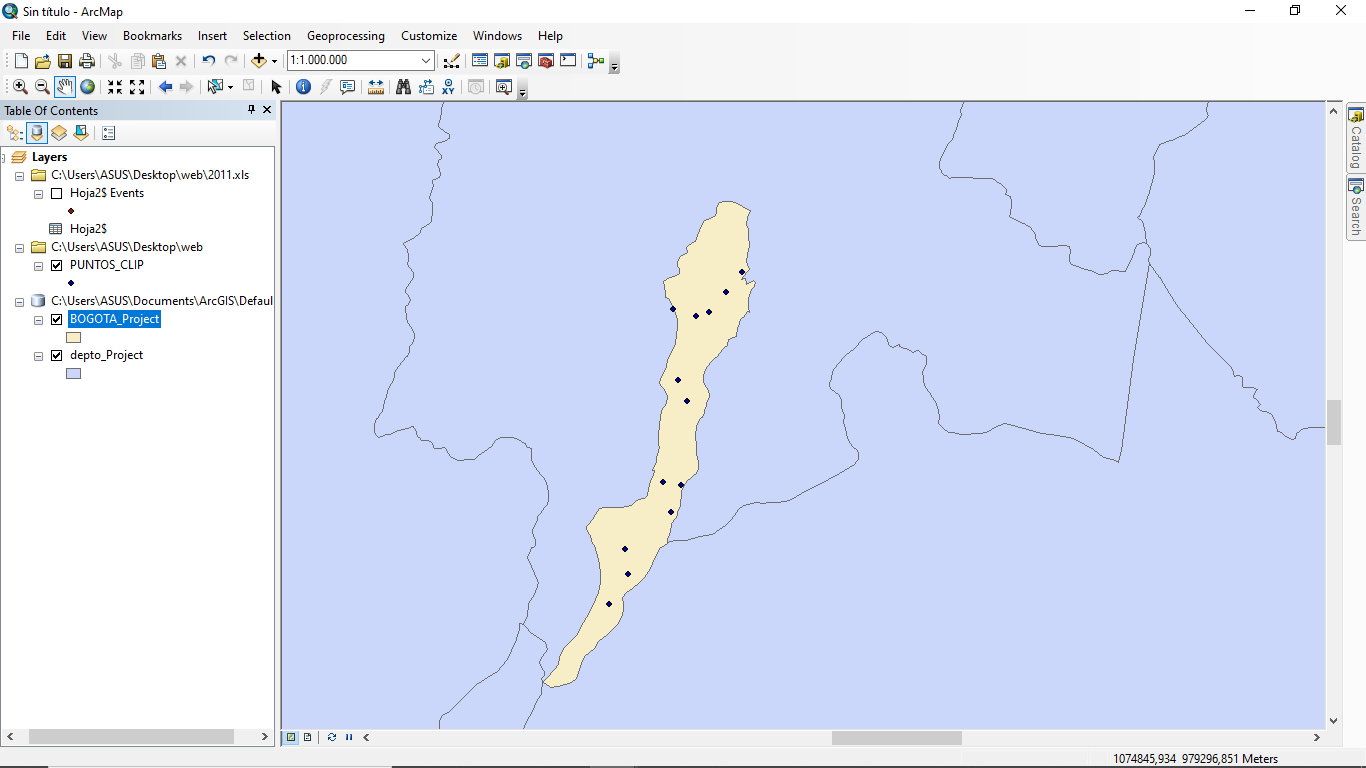 Sin título - ArcMap
File Edit View Bookmarks Insert Selection Geoprocessing Customize Windows Help
1:1.000.000
XY
Table Of Contents
Layers
C:\Users\ASUS\Desktop\web\2011.xls
Hoja2$ Events
Hoja2$
C:\Users\ASUS\Desktop\web
PUNTOS_CLIP
C:\Users\ASUS\Documents\ArcGIS\Defaul
BOGOTA_Project
depto_Project
Catalog
Search
1074845,934 979296,851 Meters